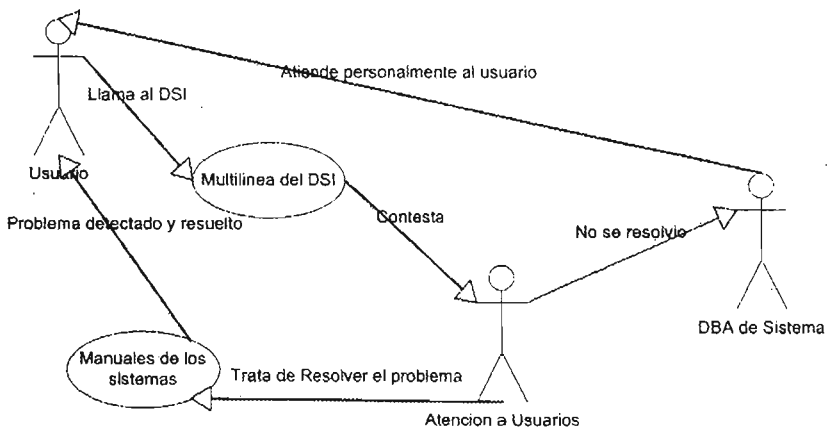 Atiende personalmente al usuario
Llama al DSI
Usuario
Multilinea del DSI
Contesta
Problema detectado y resuelto
No se resolvio
DBA de Sistema
Manuales de los
sistemas
Trata de Resolver el problema
Atencion a Usuarios